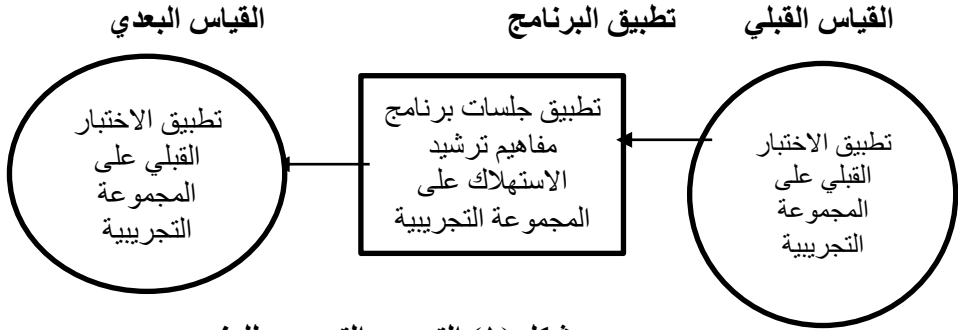 القياس القبلي
تطبيق البرنامج
القياس البعدي
تطبيق الاختبار
القبلي على
المجموعة
التجريبية
تطبيق جلسات برنامج
مفاهيم ترشيد
الاستهلاك على
المجموعة التجريبية
تطبيق الاختبار
القبلي على
المجموعة
التجريبية